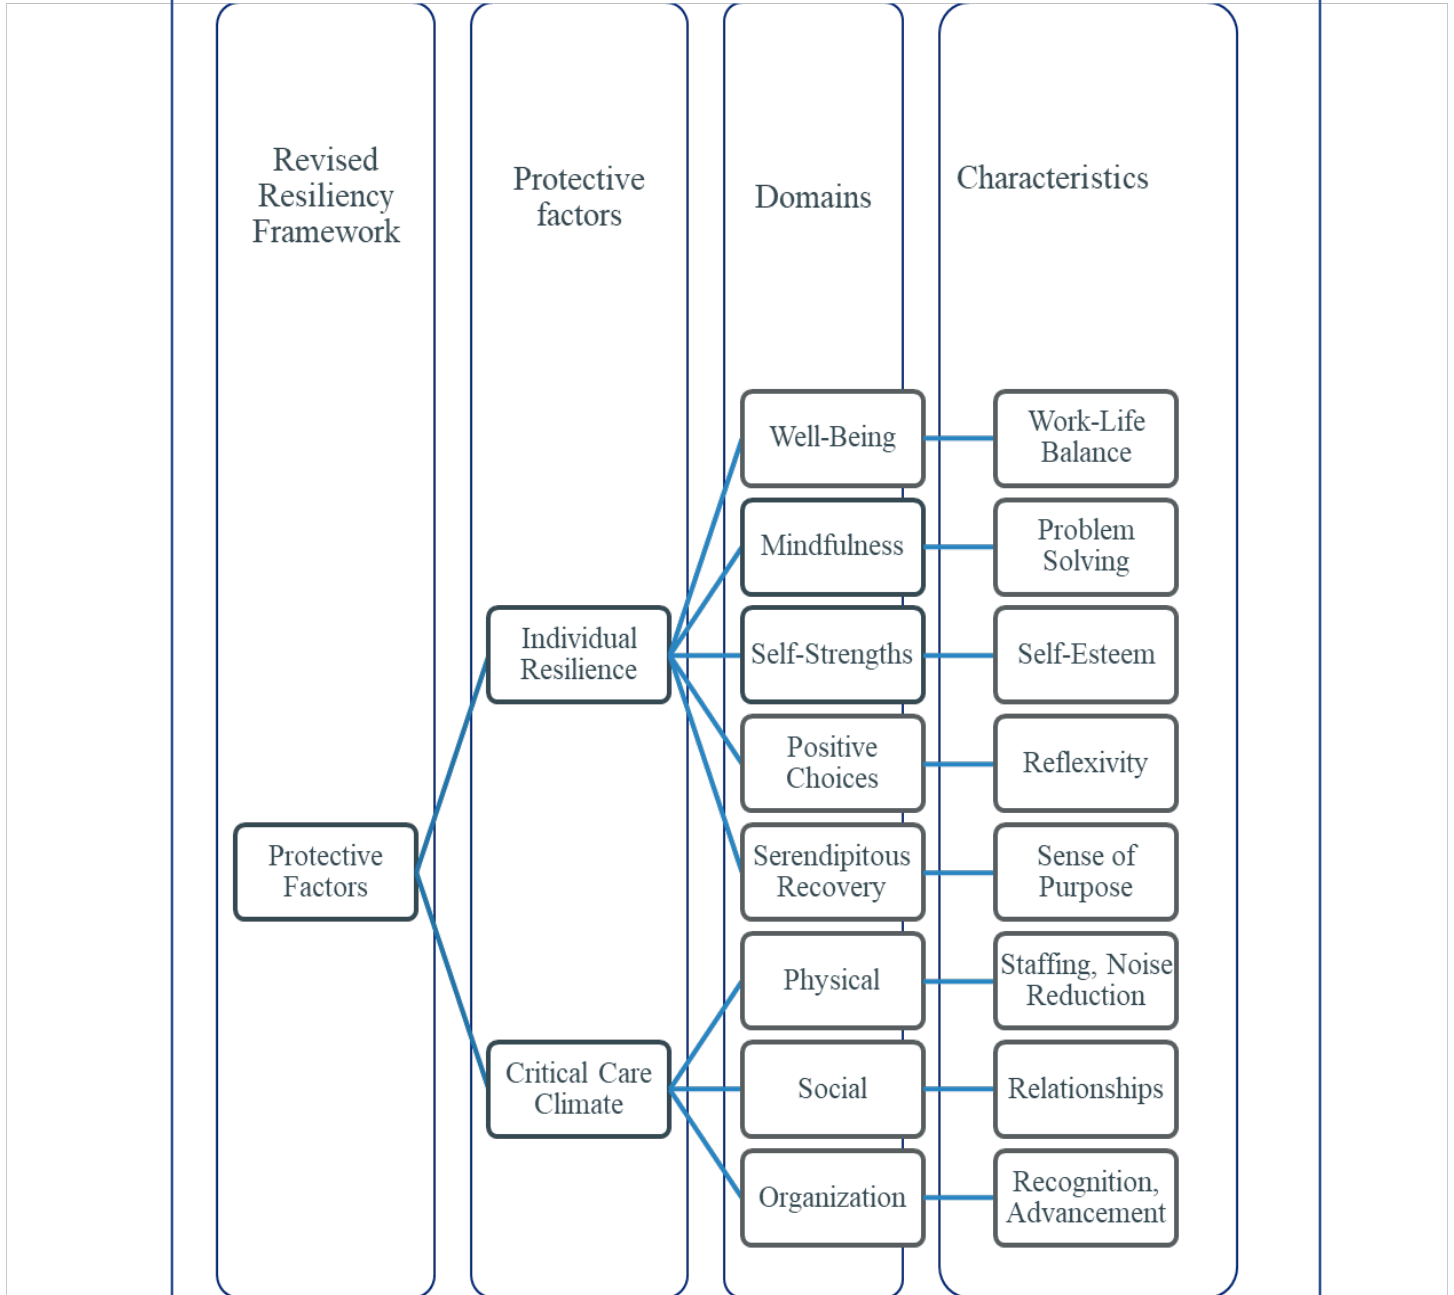 Revised
Resiliency
Framework
Protective
factors
Domains
Characteristics
Well-Being
Work-Life
Balance
Mindfulness
Problem
Solving
Individual
Resilience
Self-Strengths
Self-Esteem
Positive
Choices
Reflexivity
Protective
Factors
Serendipitous
Recovery
Sense of
Purpose
Physical
Staffing, Noise
Reduction
Critical Care
Climate
Social
Relationships
Organization
Recognition,
Advancement